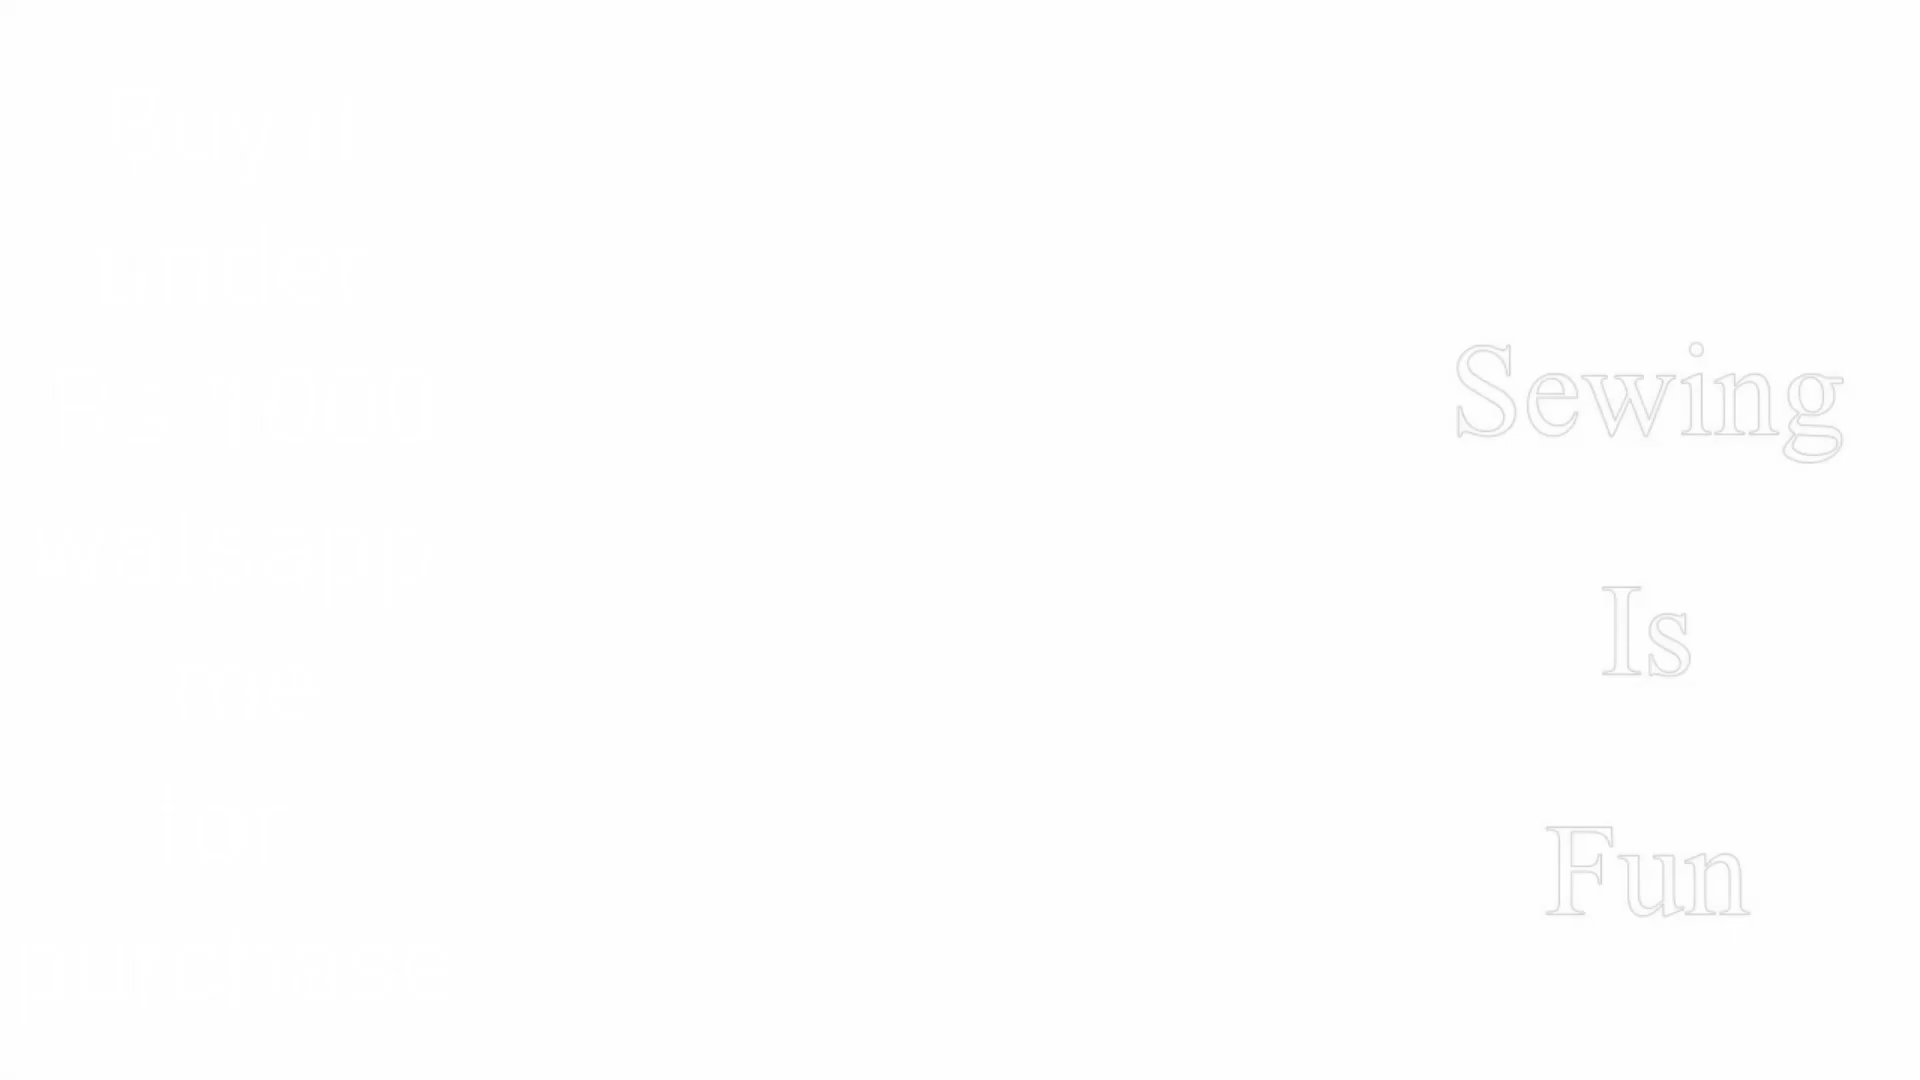 Buy it
under
Rs 1000
watsapp
me
for
purchase
Sewing
Is
Fun